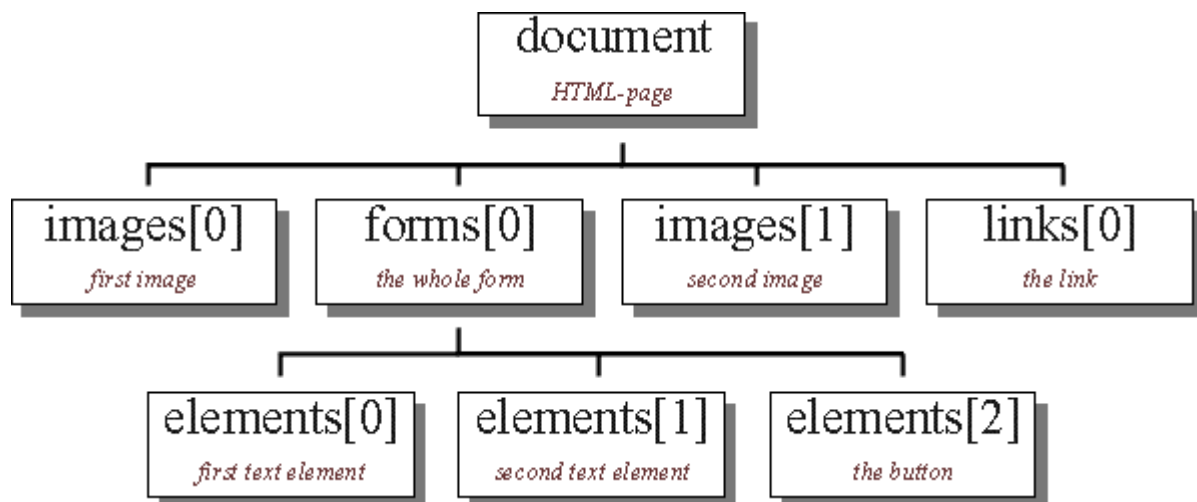 document
HTML-page
images[0]
first image
forms[0]
the whole form
images[1]
second image
links[0]
the link
elements[0]
first text element
elements[1]
second text element
elements[2]
the button